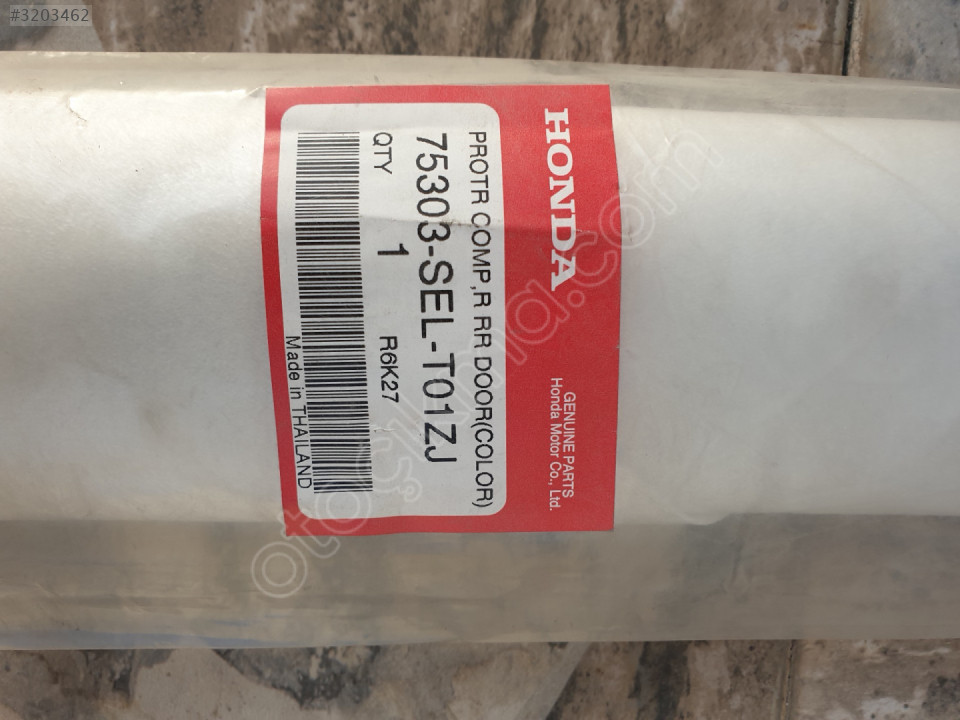 #3203462
HONDA
GENUINE PARTS
Honda Motor Co., Ltd.
PROTR COMP,R RR DOOR(COLOR)
75303-SEL-T01ZJ
QTY 1 R6K27
Made in THAILAND
otocikma.com